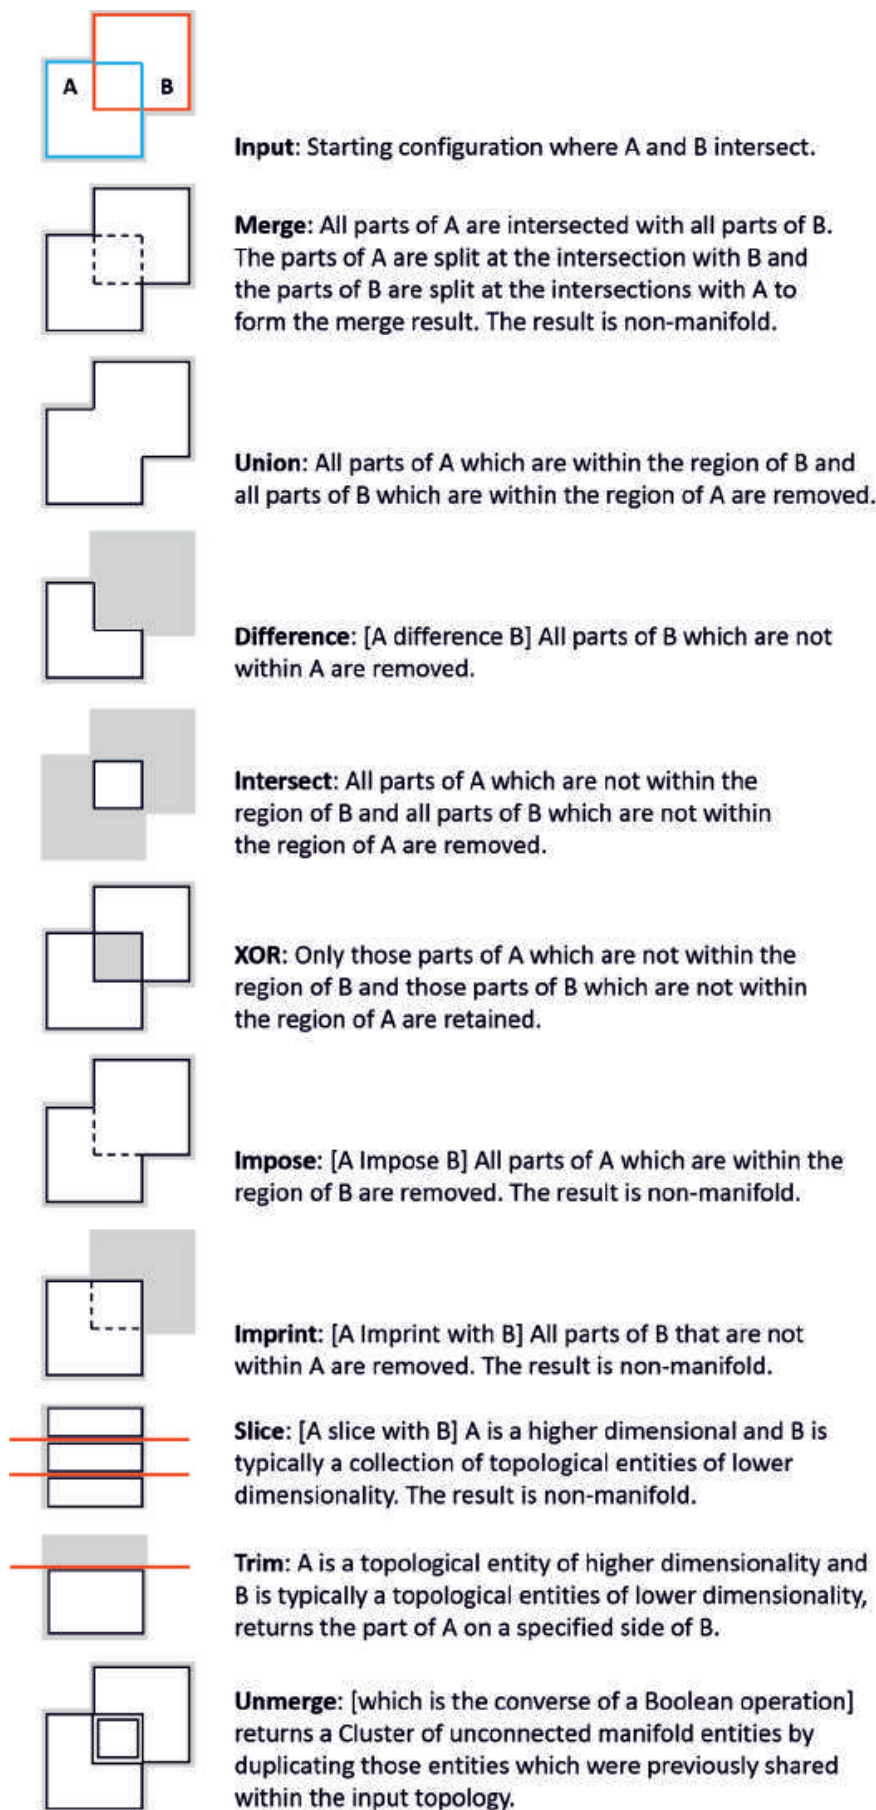 A
B
Input: Starting configuration where A and B intersect.
Merge: All parts of A are intersected with all parts of B.
The parts of A are split at the intersection with B and
the parts of B are split at the intersections with A to
form the merge result. The result is non-manifold.
Union: All parts of A which are within the region of B and
all parts of B which are within the region of A are removed.
Difference: [A difference B] All parts of B which are not
within A are removed.
Intersect: All parts of A which are not within the
region of B and all parts of B which are not within
the region of A are removed.
XOR: Only those parts of A which are not within the
region of B and those parts of B which are not within
the region of A are retained.
Impose: [A Impose B] All parts of A which are within the
region of B are removed. The result is non-manifold.
Imprint: [A Imprint with B] All parts of B that are not
within A are removed. The result is non-manifold.
Slice: [A slice with B] A is a higher dimensional and B is
typically a collection of topological entities of lower
dimensionality. The result is non-manifold.
Trim: A is a topological entity of higher dimensionality and
B is typically a topological entities of lower dimensionality,
returns the part of A on a specified side of B.
Unmerge: [which is the converse of a Boolean operation]
returns a Cluster of unconnected manifold entities by
duplicating those entities which were previously shared
within the input topology.